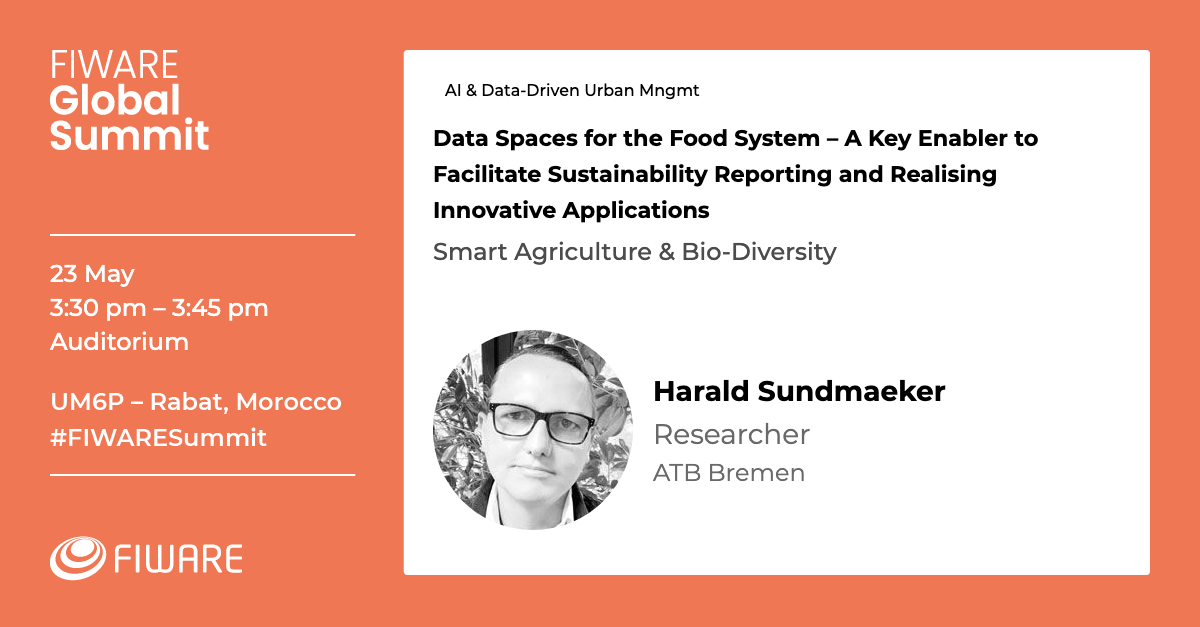 FIWARE
Global
Summit
23 May
3:30 pm – 3:45 pm
Auditorium
UM6P – Rabat, Morocco
#FIWARESummit
FIWARE
AI & Data-Driven Urban Mngmt
Data Spaces for the Food System – A Key Enabler to
Facilitate Sustainability Reporting and Realising
Innovative Applications
Smart Agriculture & Bio-Diversity
Harald Sundmaeker
Researcher
ATB Bremen